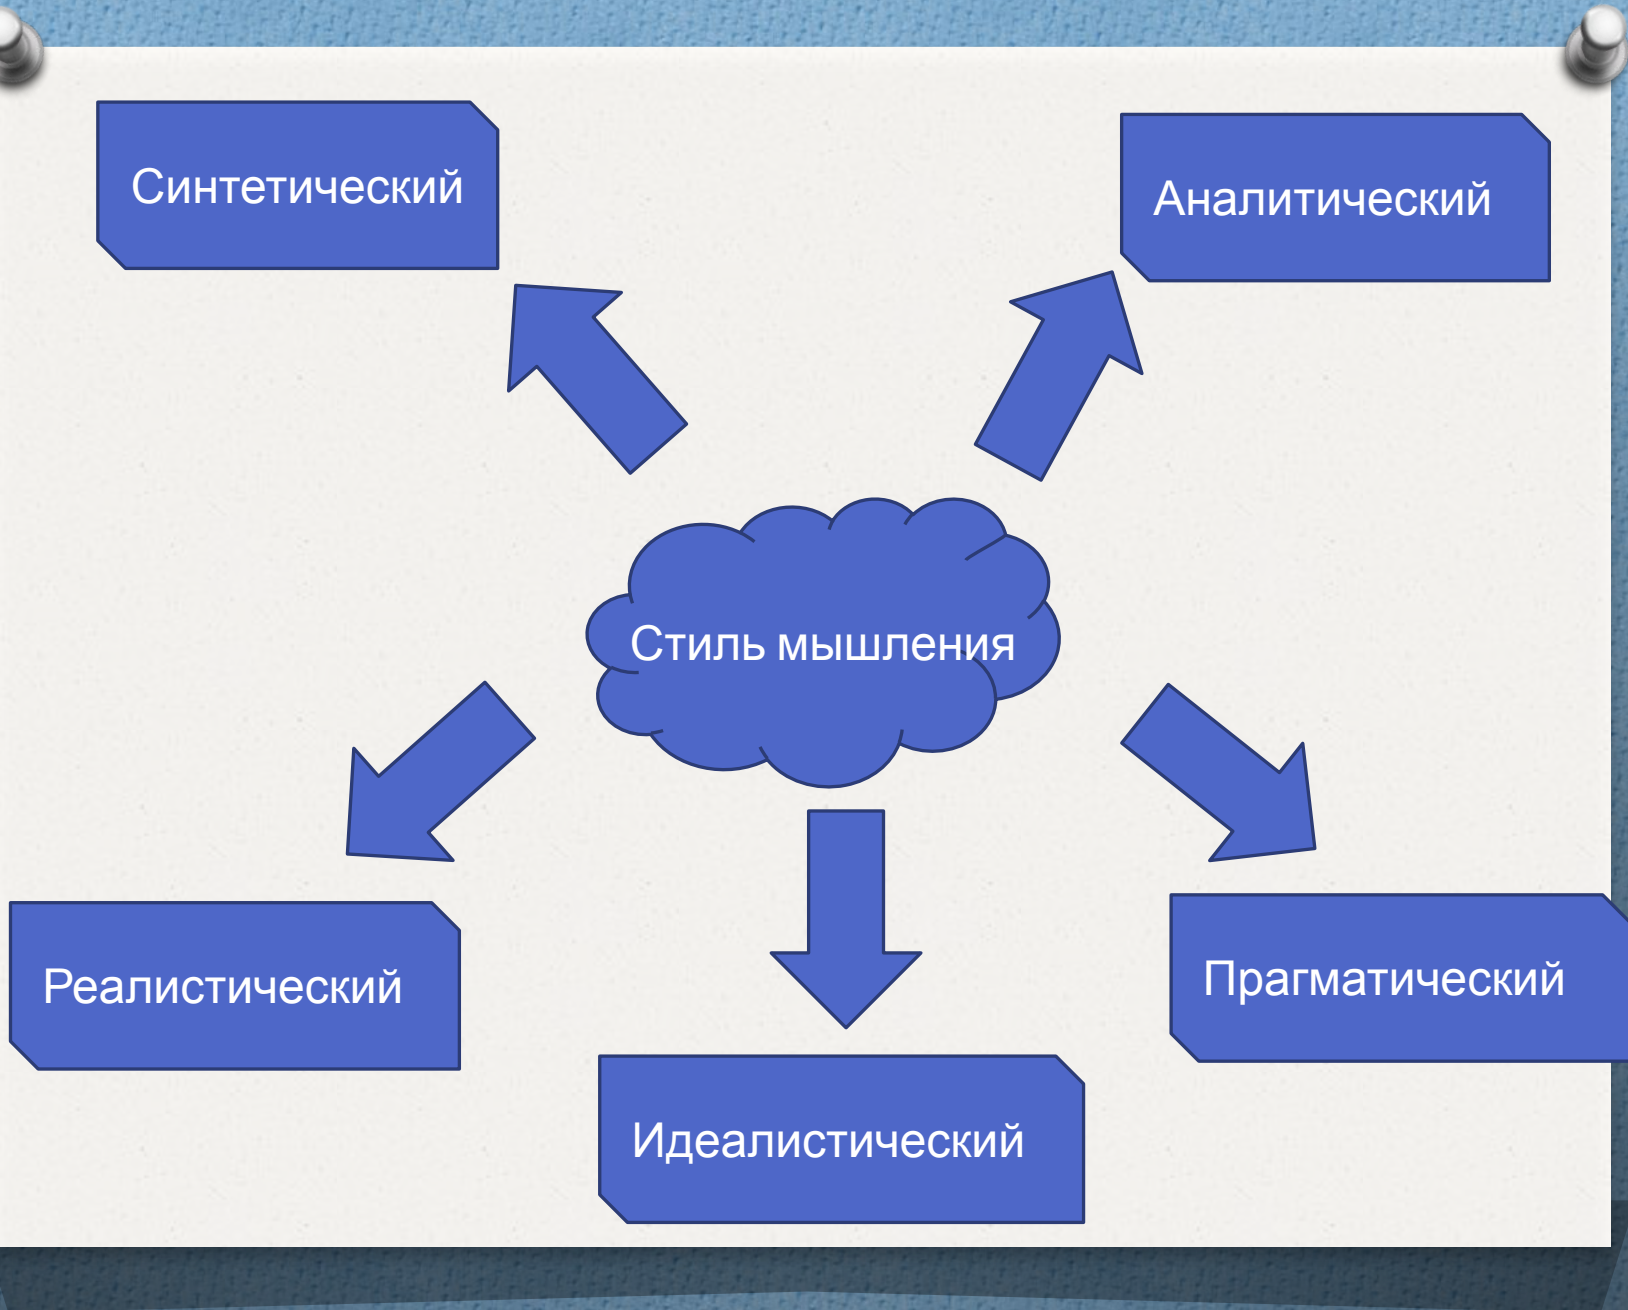 Синтетический
Аналитический
Стиль мышления
Реалистический
Прагматический
Идеалистический